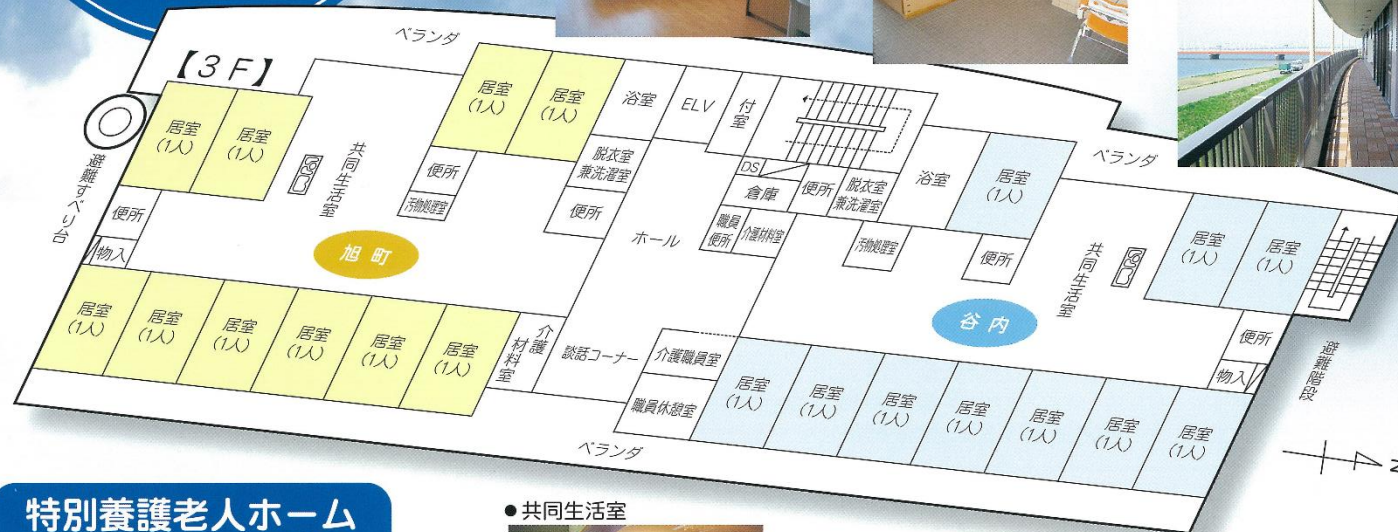 【3F】
ベランダ
避難すべり台
居室
(1人)
居室
(1人)
共同生活室
居室
(1人)
居室
(1人)
浴室
ELV
付室
便所
汚物処理室
脱衣室
兼洗濯室
便所
便所
物入
旭町
ホール
DS
倉庫
便所
脱衣室
兼洗濯室
浴室
居室
(1人)
ベランダ
職員
便所
介護材料室
汚物処理室
便所
共同生活室
居室
(1人)
居室
(1人)
谷内
便所
物入
避難階段
居室
(1人)
居室
(1人)
居室
(1人)
居室
(1人)
居室
(1人)
居室
(1人)
介護
材料室
談話コーナー
介護職員室
職員休憩室
居室
(1人)
居室
(1人)
居室
(1人)
居室
(1人)
居室
(1人)
居室
(1人)
居室
(1人)
ベランダ
N
特別養護老人ホーム
●共同生活室